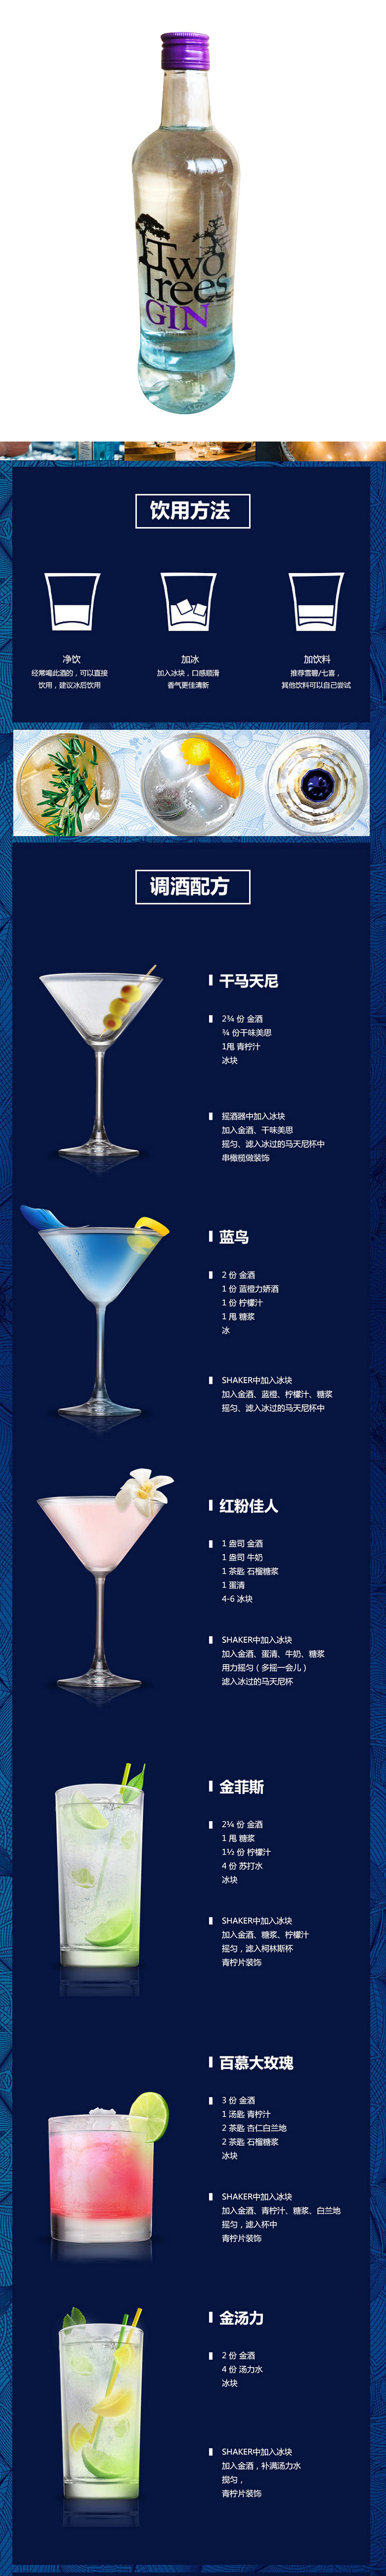 Two
Trees
GIN
饮用方法
净饮
经常喝此酒的，可以直接
饮用，建议冰后饮用
加冰
加入冰块，口感顺滑
香气更佳清新
加饮料
推荐雪碧/七喜，
其他饮料可以自己尝试
调酒配方
干马天尼
2¾ 份 金酒
¾ 份干味美思
1甩 青柠汁
冰块
摇酒器中加入冰块
加入金酒、干味美思
摇匀、滤入冰过的马天尼杯中
串橄榄做装饰
蓝鸟
2 份 金酒
1 份 蓝橙力娇酒
1 份 柠檬汁
1 甩 糖浆
冰
SHAKER中加入冰块
加入金酒、蓝橙、柠檬汁、糖浆
摇匀、滤入冰过的马天尼杯中
红粉佳人
1 盎司 金酒
1 盎司 牛奶
1 茶匙 石榴糖浆
1 蛋清
4-6 冰块
SHAKER中加入冰块
加入金酒、蛋清、牛奶、糖浆
用力摇匀（多摇一会儿）
滤入冰过的马天尼杯
金菲斯
2¼ 份 金酒
1 甩 糖浆
1½ 份 柠檬汁
4 份 苏打水
冰块
SHAKER中加入冰块
加入金酒、糖浆、柠檬汁
摇匀，滤入柯林斯杯
青柠片装饰
百慕大玫瑰
3 份 金酒
1 汤匙 青柠汁
2 茶匙 杏仁白兰地
2 茶匙 石榴糖浆
冰块
SHAKER中加入冰块
加入金酒、青柠汁、糖浆、白兰地
摇匀，滤入杯中
青柠片装饰
金汤力
2 份 金酒
4 份 汤力水
冰块
SHAKER中加入冰块
加入金酒，补满汤力水
搅匀，
青柠片装饰